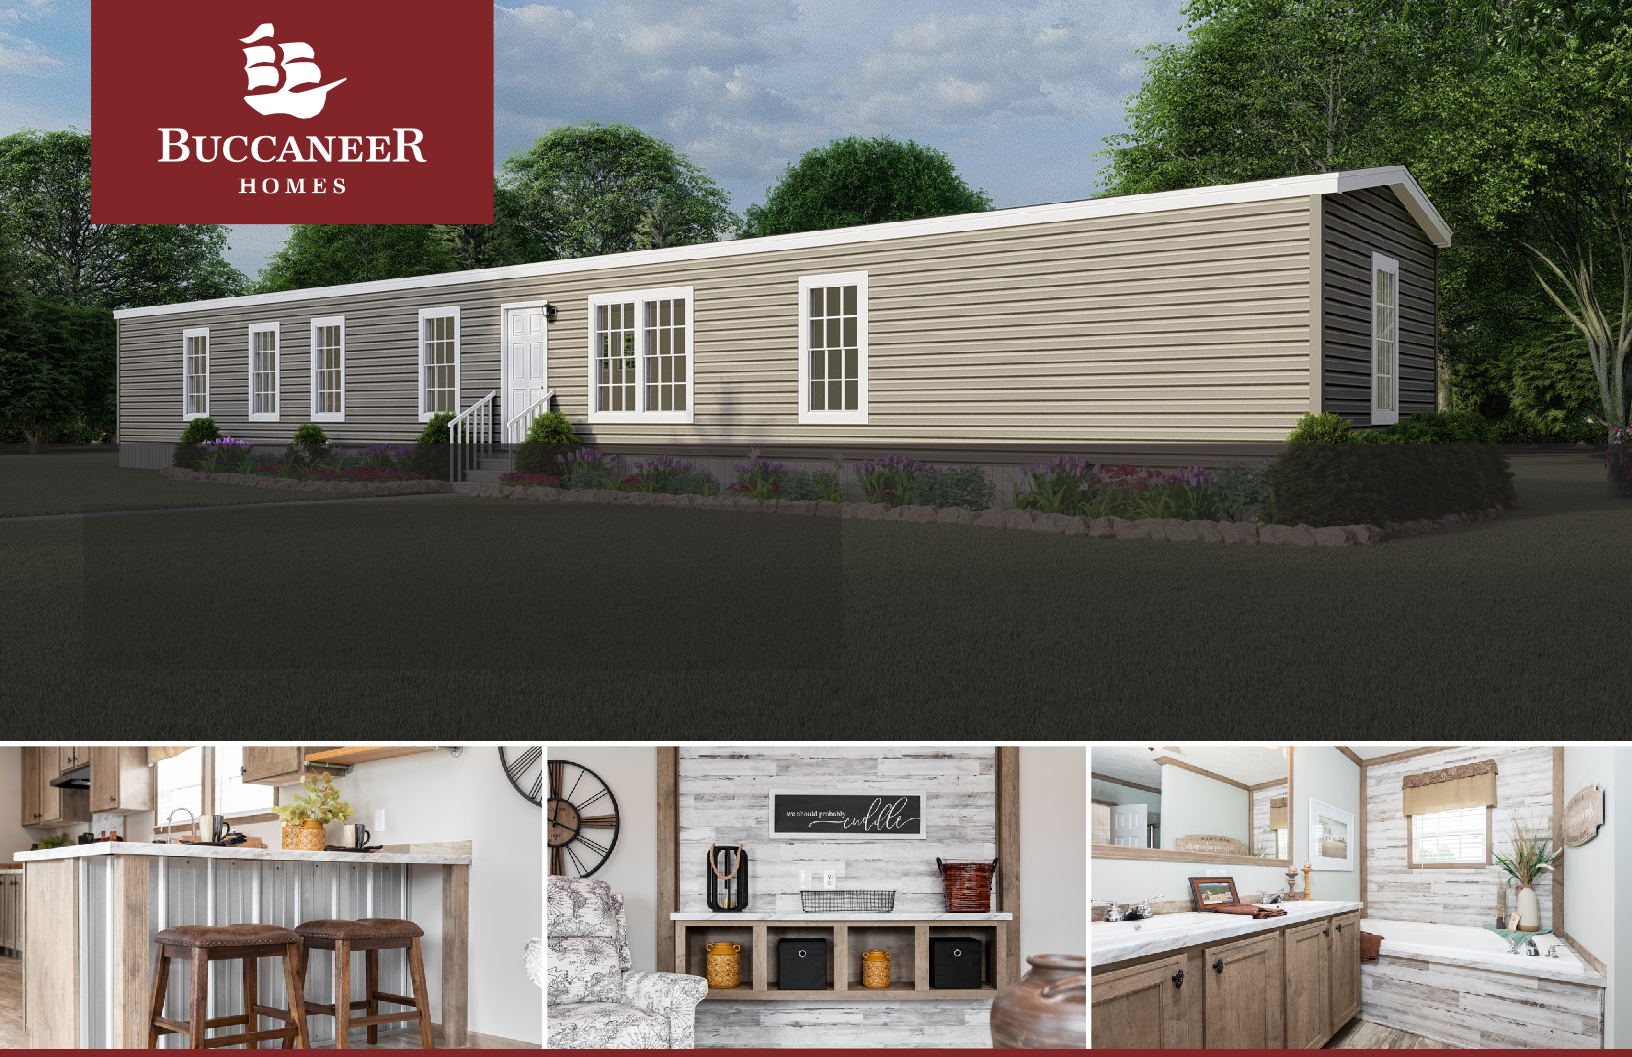 BUCCANEER
HOMES
we should probably
cuddle